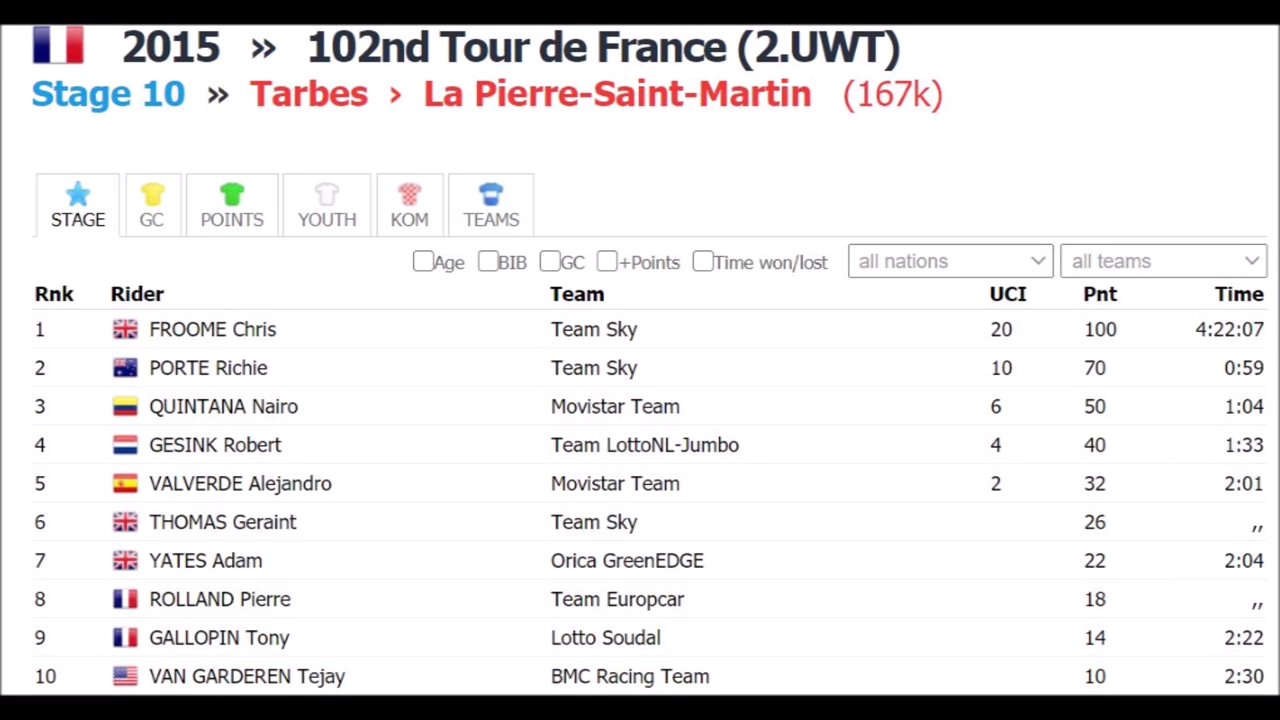 2015 » 102nd Tour de France (2.UWT)
Stage 10 » Tarbes › La Pierre-Saint-Martin (167k)
STAGE GC POINTS YOUTH KOM TEAMS
Age BIB GC +Points Time won/lost all nations all teams
Rnk Rider Team UCI Pnt Time
1 FROOME Chris Team Sky 20 100 4:22:07
2 PORTE Richie Team Sky 10 70 0:59
3 QUINTANA Nairo Movistar Team 6 50 1:04
4 GESINK Robert Team LottoNL-Jumbo 4 40 1:33
5 VALVERDE Alejandro Movistar Team 2 32 2:01
6 THOMAS Geraint Team Sky 26 ,,
7 YATES Adam Orica GreenEDGE 22 2:04
8 ROLLAND Pierre Team Europcar 18 ,,
9 GALLOPIN Tony Lotto Soudal 14 2:22
10 VAN GARDEREN Tejay BMC Racing Team 10 2:30